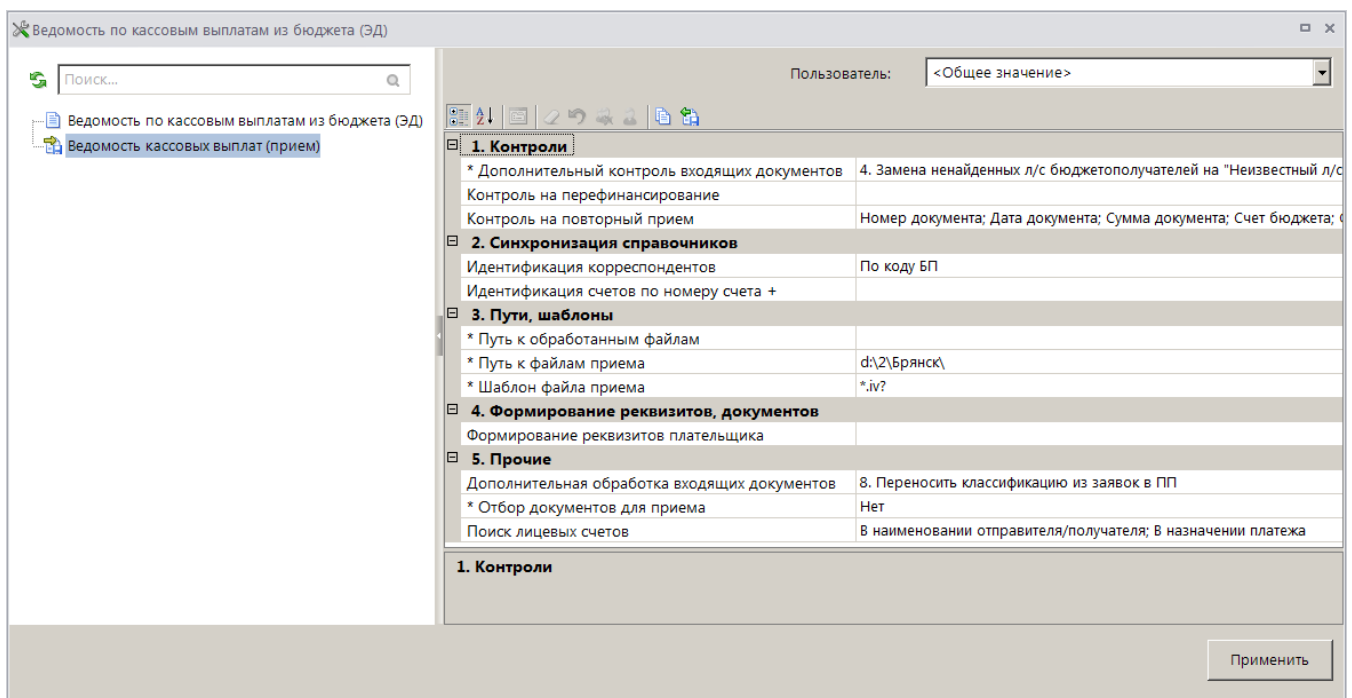 Ведомость по кассовым выплатам из бюджета (ЭД)
Поиск...
Пользователь: <Общее значение>
Ведомость по кассовым выплатам из бюджета (ЭД)
Ведомость кассовых выплат (прием)
1. Контроли
* Дополнительный контроль входящих документов 4. Замена ненайденных л/с бюджетополучателей на "Неизвестный л/с
Контроль на перефинансирование
Контроль на повторный прием Номер документа; Дата документа; Сумма документа; Счет бюджета;
2. Синхронизация справочников
Идентификация корреспондентов По коду БП
Идентификация счетов по номеру счета +
3. Пути, шаблоны
* Путь к обработанным файлам
* Путь к файлам приема d:\2\Брянск\
* Шаблон файла приема *.iv?
4. Формирование реквизитов, документов
Формирование реквизитов плательщика
5. Прочие
Дополнительная обработка входящих документов 8. Переносить классификацию из заявок в ПП
* Отбор документов для приема Нет
Поиск лицевых счетов В наименовании отправителя/получателя; В назначении платежа
1. Контроли
Применить